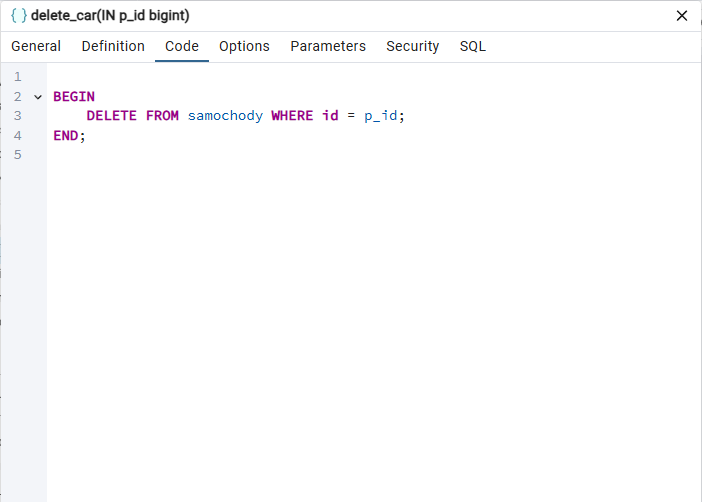 { } delete_car(IN p_id bigint)
General Definition Code Options Parameters Security SQL
1
2 BEGIN
3 DELETE FROM samochody WHERE id = p_id;
4 END;
5